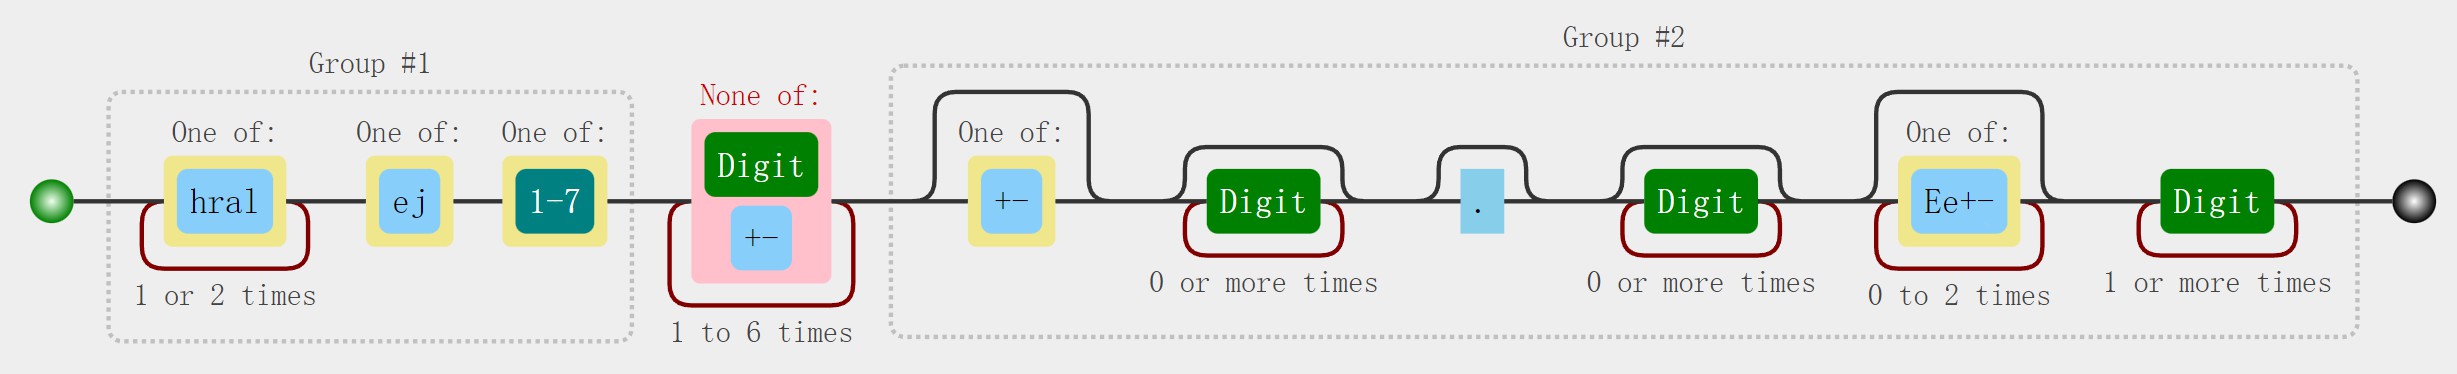 Group #1
Group #2
None of:
One of:
One of:
One of:
One of:
One of:
hral
ej
1-7
Digit
+-
+-
Digit
.
Digit
Ee+-
Digit
1 or 2 times
1 to 6 times
0 or more times
0 or more times
0 to 2 times
1 or more times